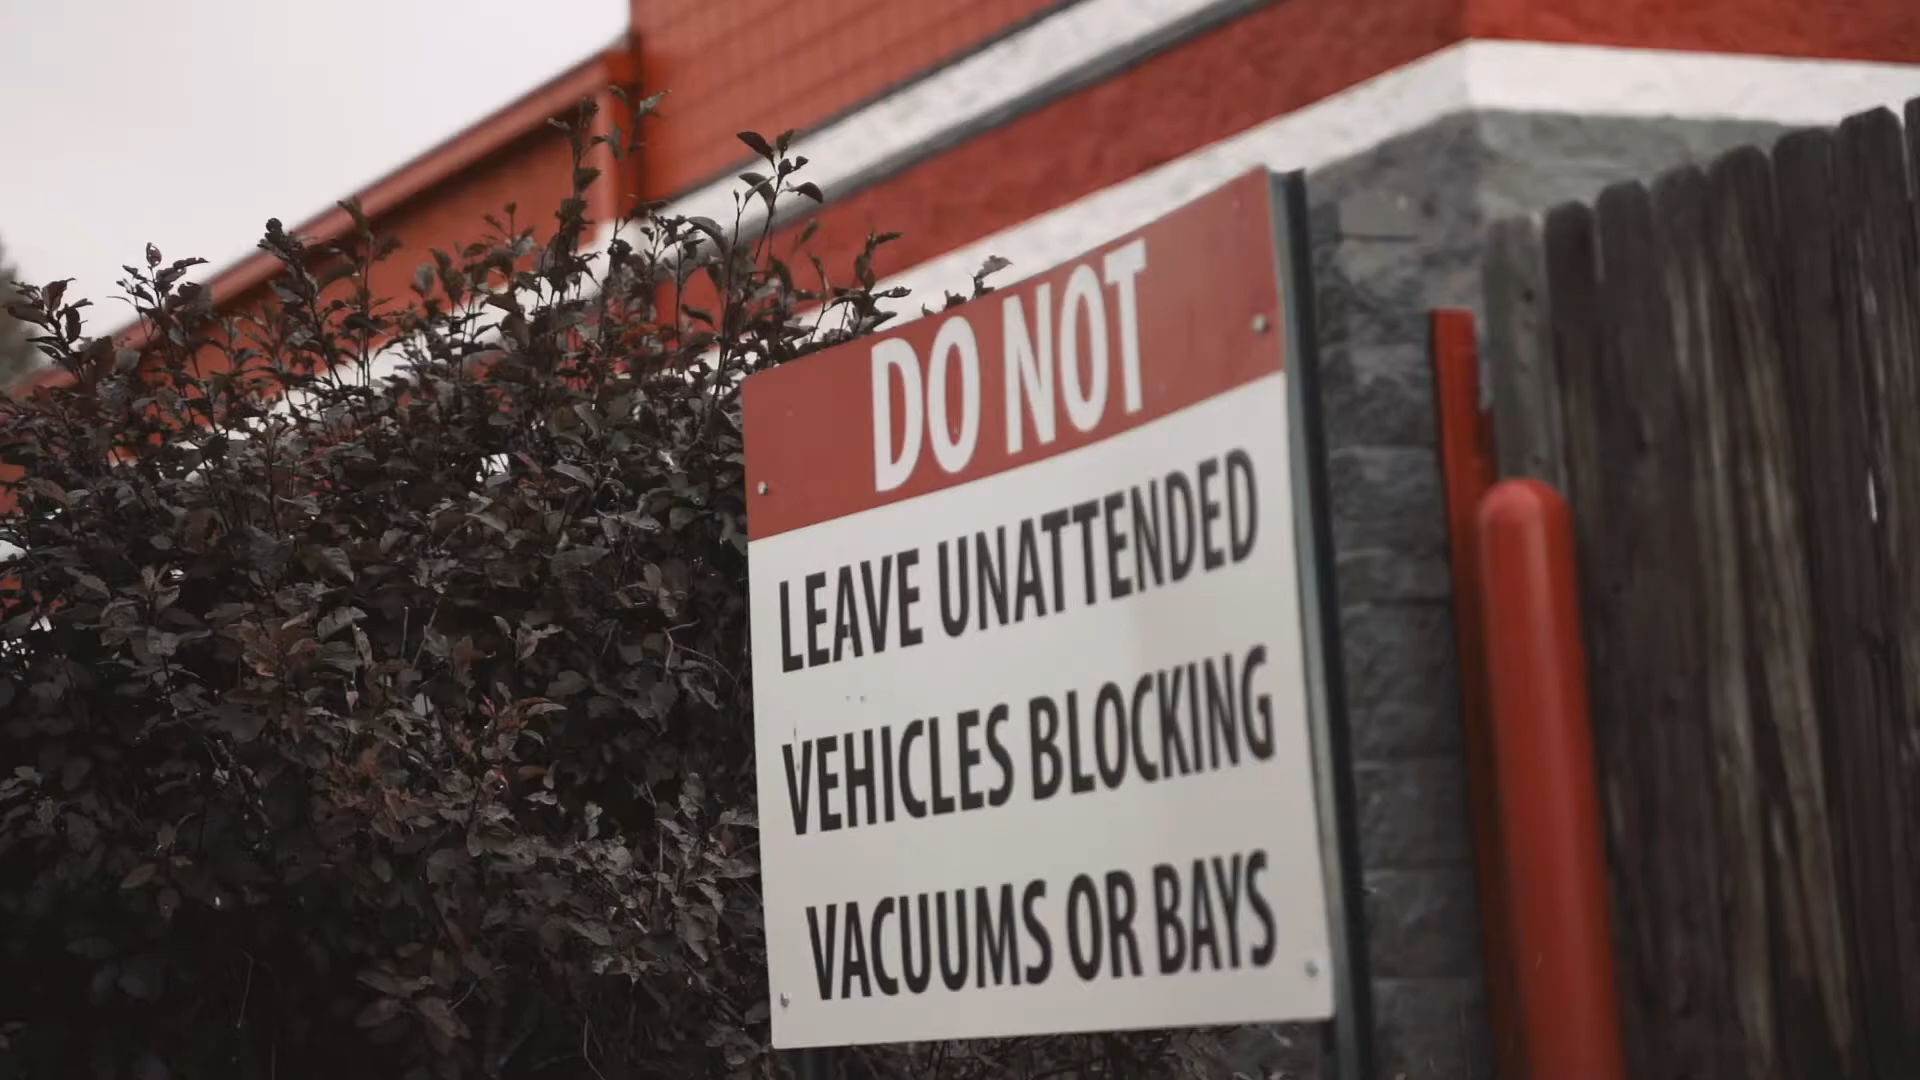 DO NOT
LEAVE UNATTENDED
VEHICLES BLOCKING
VACUUMS OR BAYS